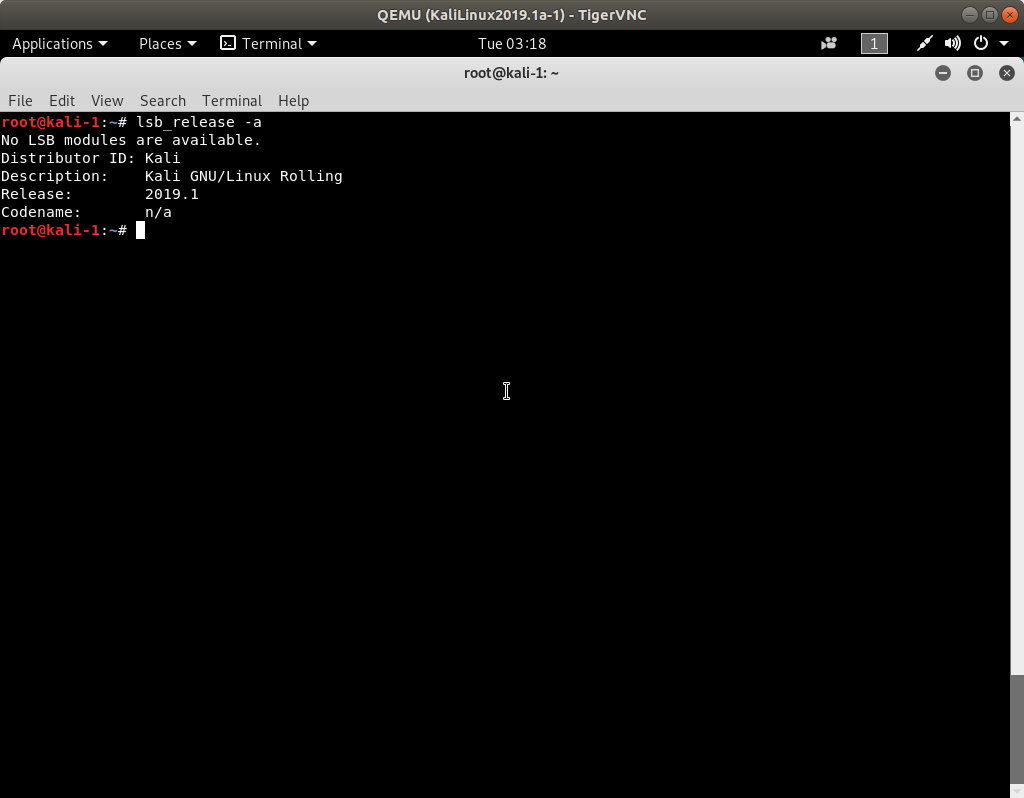 QEMU (KaliLinux2019.1a-1) - TigerVNC
Applications Places Terminal Tue 03:18 1
root@kali-1: ~
File Edit View Search Terminal Help
root@kali-1:~# lsb_release -a
No LSB modules are available.
Distributor ID: Kali
Description:    Kali GNU/Linux Rolling
Release:        2019.1
Codename:       n/a
root@kali-1:~#